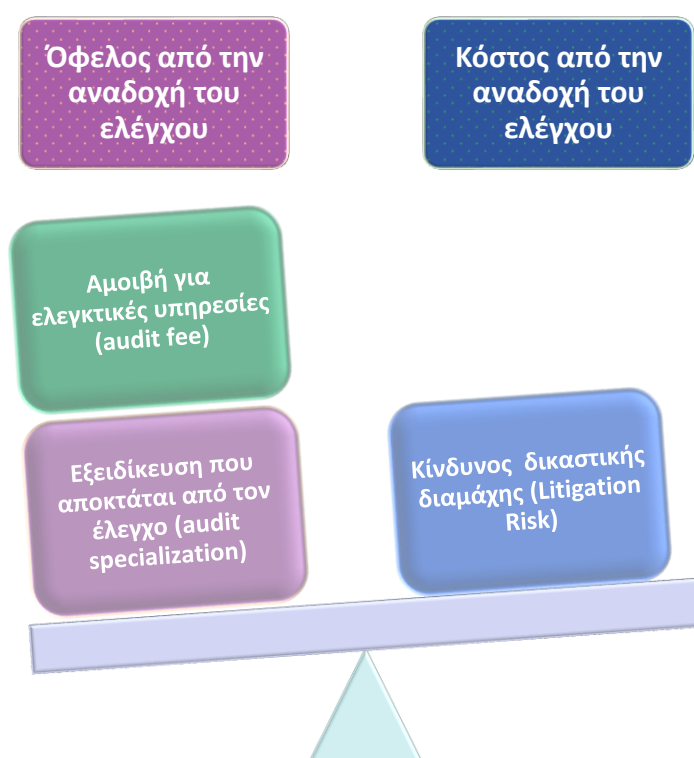 Όφελος από την
αναδοχή του
ελέγχου
Κόστος από την
αναδοχή του
ελέγχου
Αμοιβή για
ελεγκτικές υπηρεσίες
(audit fee)
Εξειδίκευση που
αποκτάται από τον
έλεγχο (audit
specialization)
Κίνδυνος δικαστικής
διαμάχης (Litigation
Risk)